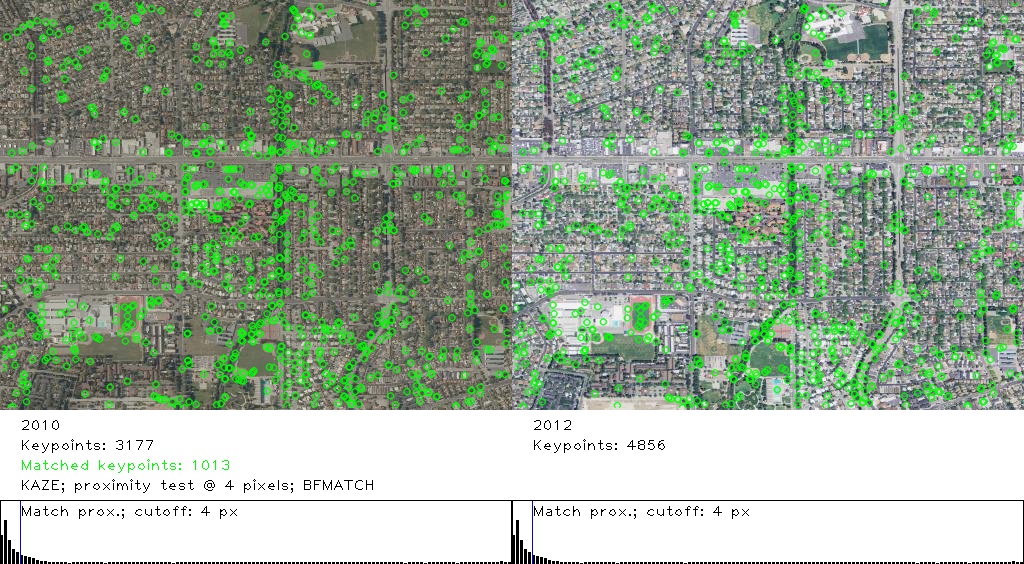 2010
Keypoints: 3177
Matched keypoints: 1013
KAZE; proximity test @ 4 pixels; BFMATCH
2012
Keypoints: 4856
Match prox.; cutoff: 4 px
Match prox.; cutoff: 4 px